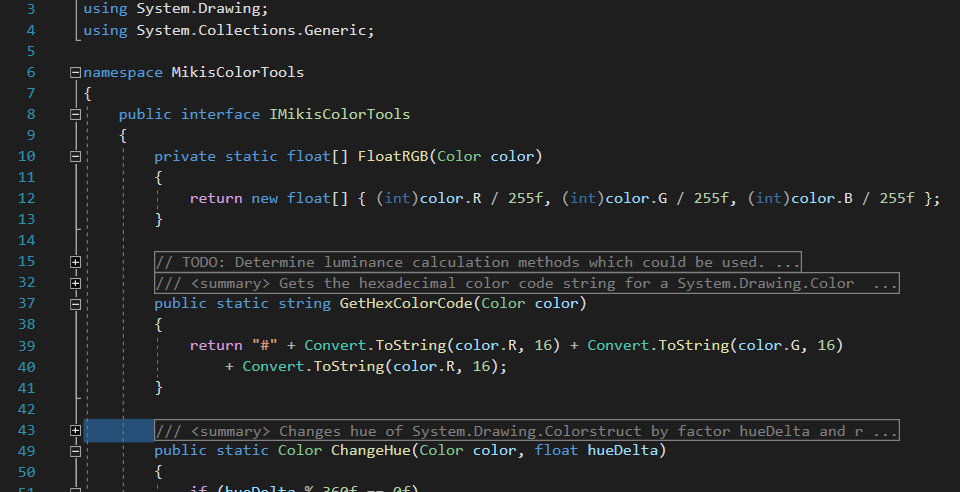 3 using System.Drawing;
4 using System.Collections.Generic;
5
6 namespace MikisColorTools
7 {
8 public interface IMikisColorTools
9 {
10 private static float[] FloatRGB(Color color)
11 {
12 return new float[] { (int)color.R / 255f, (int)color.G / 255f, (int)color.B / 255f };
13 }
14
15 // TODO: Determine luminance calculation methods which could be used. ...
32 /// <summary> Gets the hexadecimal color code string for a System.Drawing.Color ...
37 public static string GetHexColorCode(Color color)
38 {
39 return "#" + Convert.ToString(color.R, 16) + Convert.ToString(color.G, 16)
40 + Convert.ToString(color.R, 16);
41 }
42
43 /// <summary> Changes hue of System.Drawing.Colorstruct by factor hueDelta and r ...
49 public static Color ChangeHue(Color color, float hueDelta)
50 {
51 if (hueDelta % 360f == 0f)